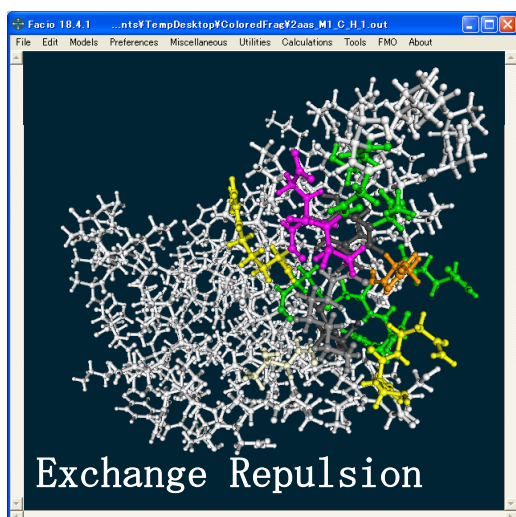 Facio 18.4.1 ...nts¥TempDesktop¥ColoredFrag¥2aas_M1_C_H_1.out
File Edit Models Preferences Miscellaneous Utilities Calculations Tools FMO About
Exchange Repulsion